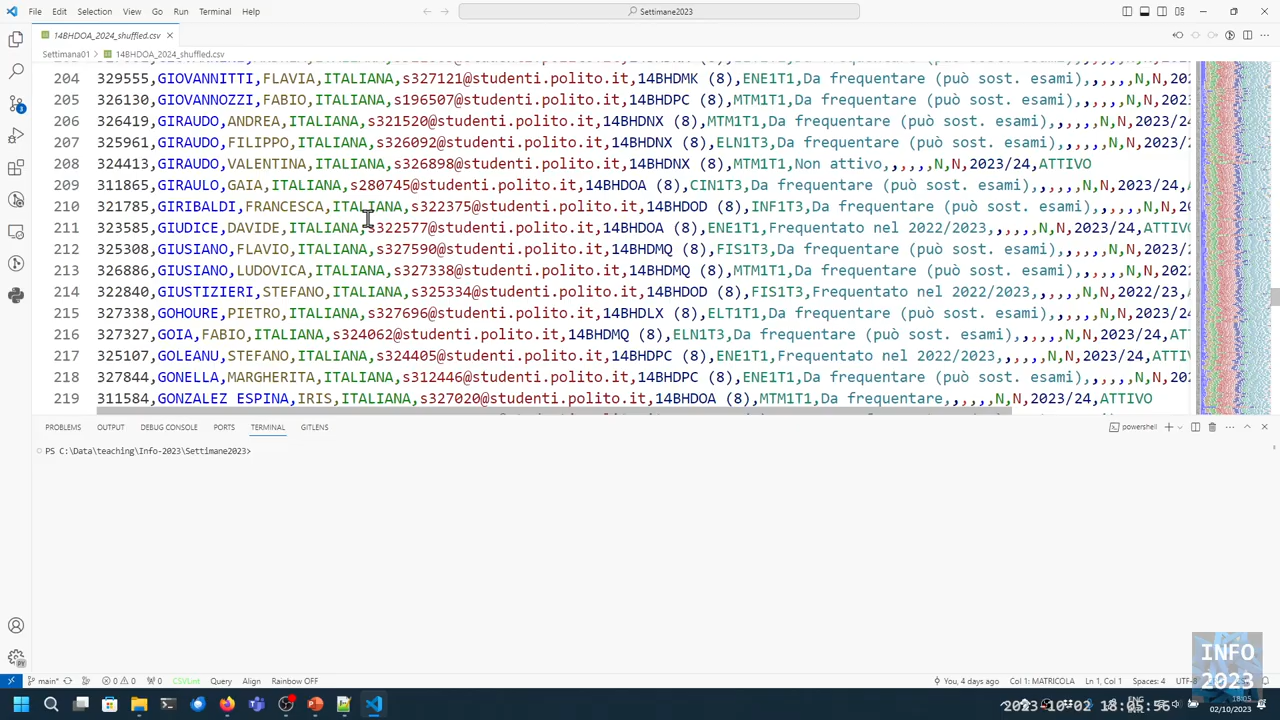 File Edit Selection View Go Run Terminal Help
Settimane2023
14BHDOA_2024_shuffled.csv
Settimana01 > 14BHDOA_2024_shuffled.csv
204 329555,GIOVANNITTI,FLAVIA,ITALIANA,s327121@studenti.polito.it,14BHDMK (8),ENE1T1,Da frequentare (può sost. esami),,,,,,N,N,202
205 326130,GIOVANNOZZI,FABIO,ITALIANA,s196507@studenti.polito.it,14BHDPC (8),MTM1T1,Da frequentare (può sost. esami),,,,,,N,N,202
206 326419,GIRAUDO,ANDREA,ITALIANA,s321520@studenti.polito.it,14BHDNX (8),MTM1T1,Da frequentare (può sost. esami),,,,,,N,N,2023/24
207 325961,GIRAUDO,FILIPPO,ITALIANA,s326092@studenti.polito.it,14BHDNX (8),ELN1T3,Da frequentare (può sost. esami),,,,,,N,N,2023/2
208 324413,GIRAUDO,VALENTINA,ITALIANA,s326898@studenti.polito.it,14BHDNX (8),MTM1T1,Non attivo,,,,,,N,N,2023/24,ATTIVO
209 311865,GIRAULO,GAIA,ITALIANA,s280745@studenti.polito.it,14BHDOA (8),CIN1T3,Da frequentare (può sost. esami),,,,,,N,N,2023/24,A
210 321785,GIRIBALDI,FRANCESCA,ITALIANA,s322375@studenti.polito.it,14BHDOD (8),INF1T3,Da frequentare (può sost. esami),,,,,,N,N,
211 323585,GIUDICE,DAVIDE,ITALIANA,s322577@studenti.polito.it,14BHDOA (8),ENE1T1,Frequentato nel 2022/2023,,,,,,N,N,2023/24,ATTIVO
212 325308,GIUSIANO,FLAVIO,ITALIANA,s327590@studenti.polito.it,14BHDMQ (8),FIS1T3,Da frequentare (può sost. esami),,,,,,N,N,2023/
213 326886,GIUSIANO,LUDOVICA,ITALIANA,s327338@studenti.polito.it,14BHDMQ (8),MTM1T1,Da frequentare (può sost. esami),,,,,,N,N,202
214 322840,GIUSTIZIERI,STEFANO,ITALIANA,s325334@studenti.polito.it,14BHDOD (8),FIS1T3,Frequentato nel 2022/2023,,,,,,N,N,2022/23,A
215 327338,GOHOURE,PIETRO,ITALIANA,s327696@studenti.polito.it,14BHDLX (8),ELT1T1,Da frequentare (può sost. esami),,,,,,N,N,2023/24
216 327327,GOIA,FABIO,ITALIANA,s324062@studenti.polito.it,14BHDMQ (8),ELN1T3,Da frequentare (può sost. esami),,,,,,N,N,2023/24,ATT
217 325107,GOLEANU,STEFANO,ITALIANA,s324405@studenti.polito.it,14BHDPC (8),ENE1T1,Frequentato nel 2022/2023,,,,,,N,N,2023/24,ATTIV
218 327844,GONELLA,MARGHERITA,ITALIANA,s312446@studenti.polito.it,14BHDPC (8),ENE1T1,Da frequentare (può sost. esami),,,,,,N,N,202
219 311584,GONZALEZ ESPINA,IRIS,ITALIANA,s327020@studenti.polito.it,14BHDOA (8),MTM1T1,Da frequentare,,,,,,N,N,2023/24,ATTIVO
PROBLEMS OUTPUT DEBUG CONSOLE PORTS TERMINAL GITLENS
powershell
PS C:\Data\teaching\Info-2023\Settimane2023>
main* 0 0 0 CSVLint Query Align Rainbow OFF
You, 4 days ago Col 1: MATRICOLA Ln 1, Col 1 Spaces: 4 UTF-8
INFO
2023
ENG
18:05
2023-10-02 18:05:56
02/10/2023